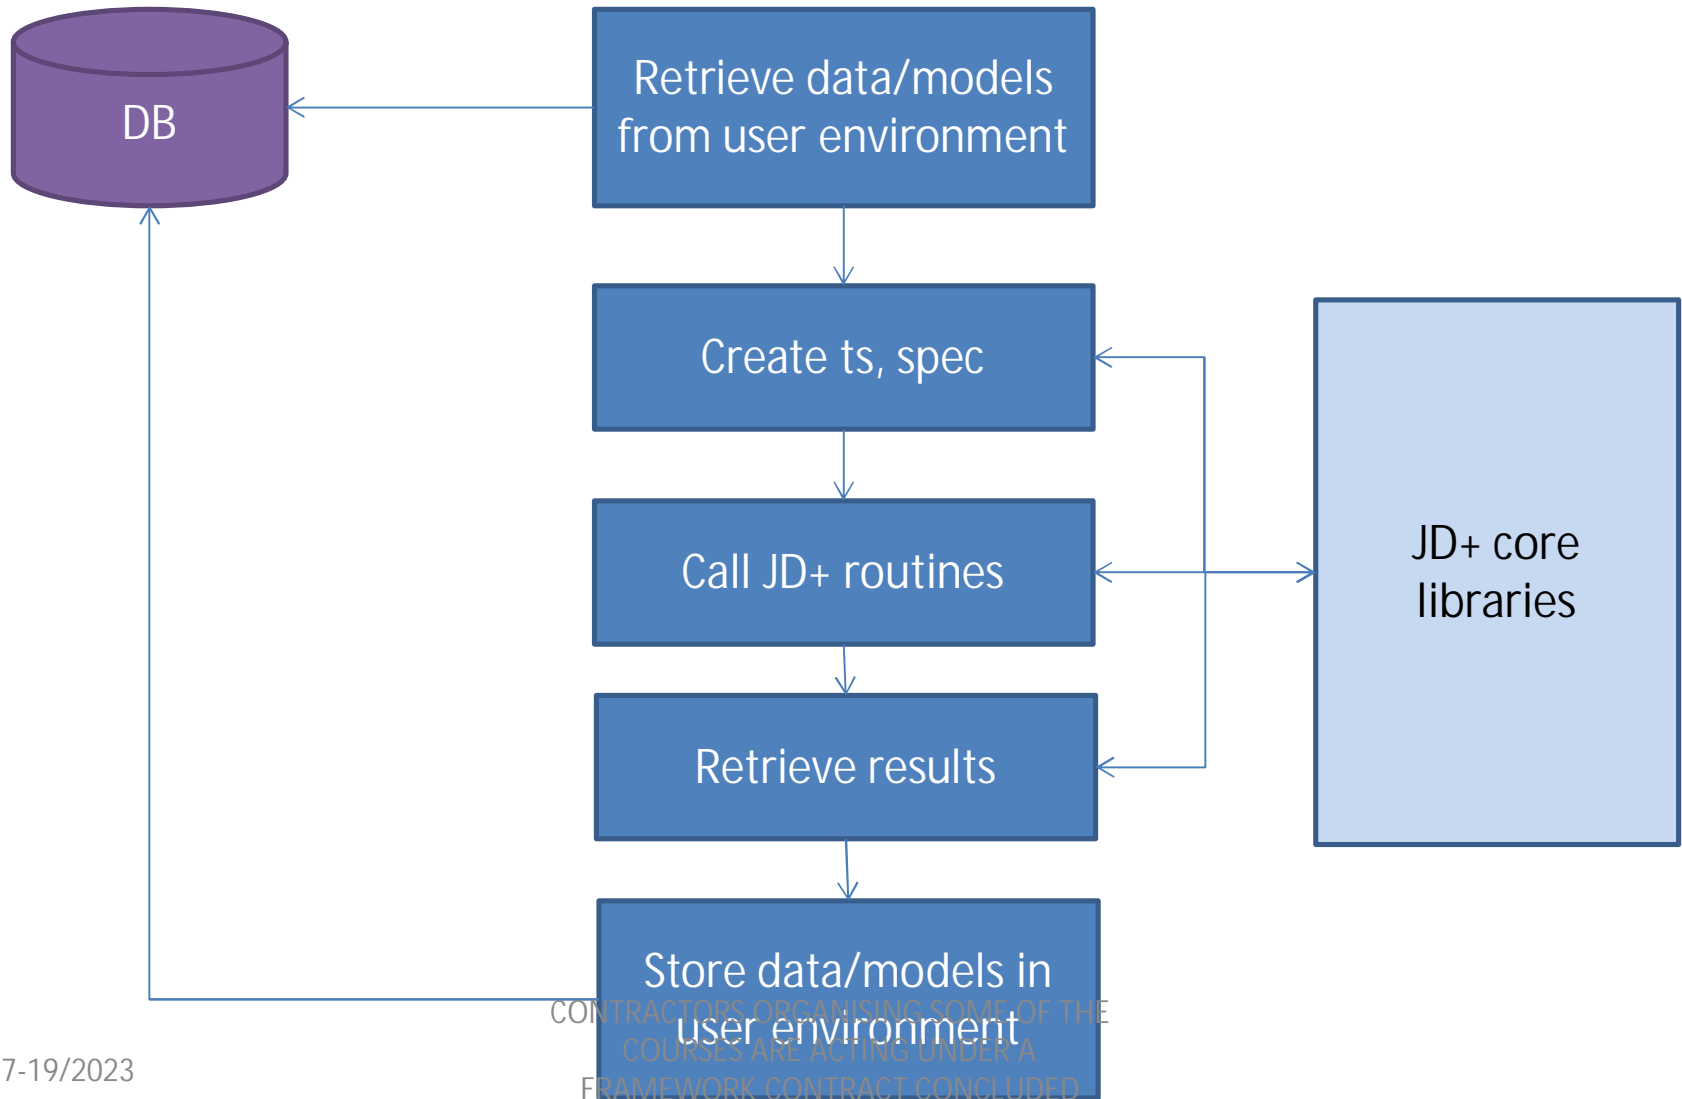 DB
Retrieve data/models
from user environment
Create ts, spec
Call JD+ routines
JD+ core
libraries
Retrieve results
Store data/models in
user environment
CONTRACTORS ORGANISING SOME OF THE
COURSES ARE ACTING UNDER A
FRAMEWORK CONTRACT CONCLUDED
7-19/2023